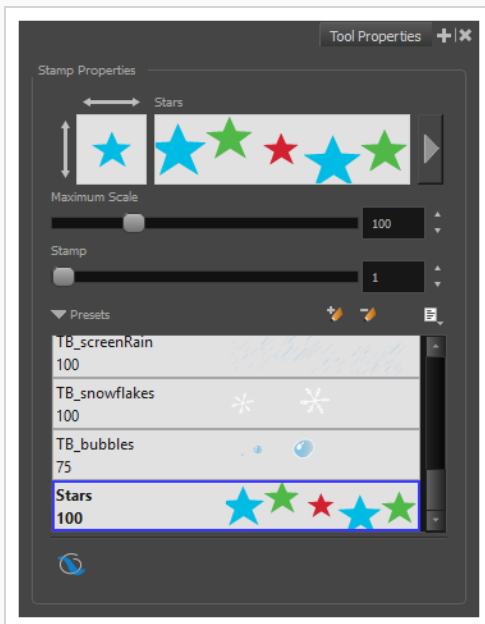 Tool Properties
Stamp Properties
Stars
Maximum Scale
100
Stamp
1
Presets
TB_screenRain
100
TB_snowflakes
100
TB_bubbles
75
Stars
100